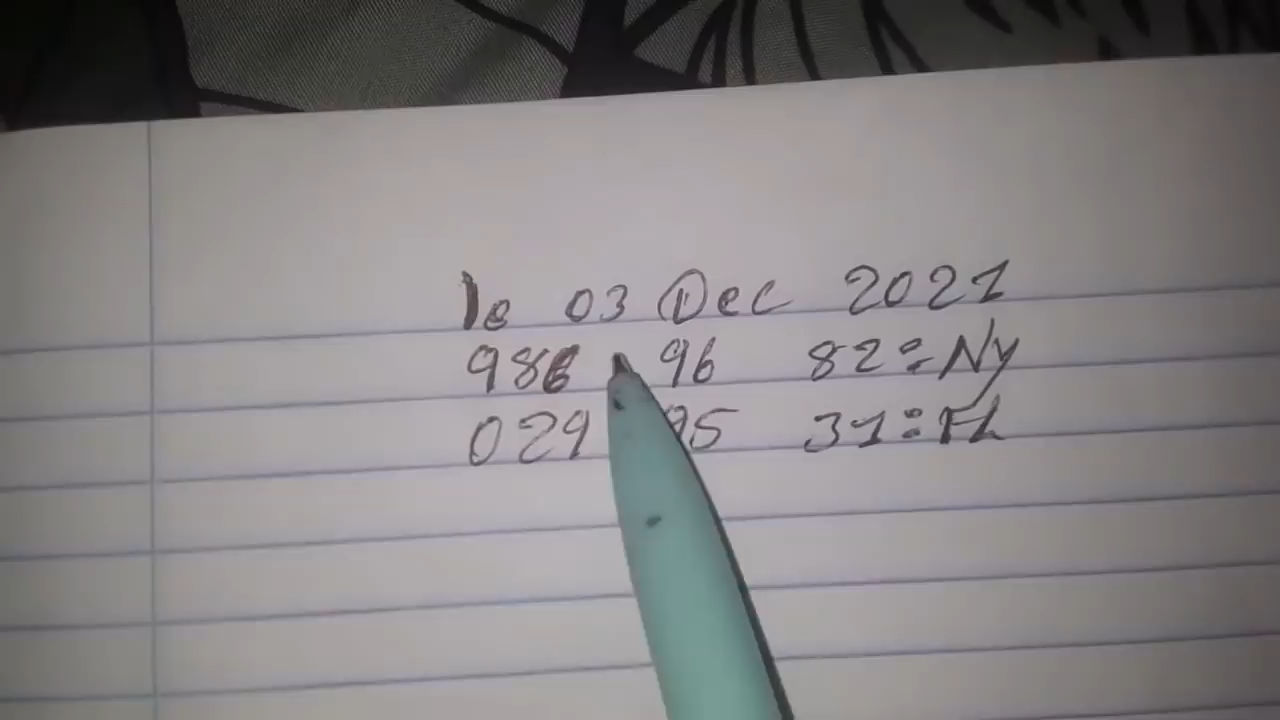 le 03 Dec 2021
986 96 82 = Ny
029 95 31 = FL